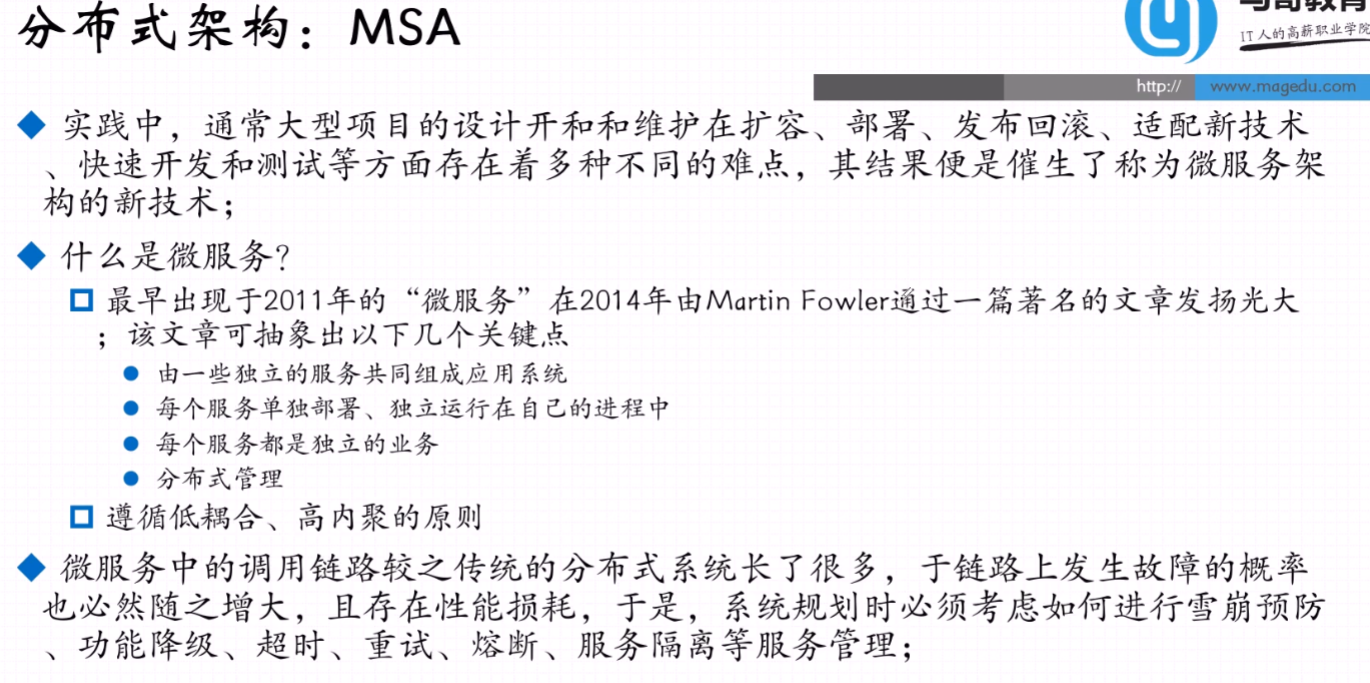 分布式架构：MSA
马哥教育
IT人的高薪职业学院
http://
www.magedu.com
实践中，通常大型项目的设计开和和维护在扩容、部署、发布回滚、适配新技术
、快速开发和测试等方面存在着多种不同的难点，其结果便是催生了称为微服务架
构的新技术；
什么是微服务？
最早出现于2011年的“微服务”在2014年由Martin Fowler通过一篇著名的文章发扬光大
；该文章可抽象出以下几个关键点
由一些独立的服务共同组成应用系统
每个服务单独部署、独立运行在自己的进程中
每个服务都是独立的业务
分布式管理
遵循低耦合、高内聚的原则
微服务中的调用链路较之传统的分布式系统长了很多，于链路上发生故障的概率
也必然随之增大，且存在性能损耗，于是，系统规划时必须考虑如何进行雪崩预防
、功能降级、超时、重试、熔断、服务隔离等服务管理；